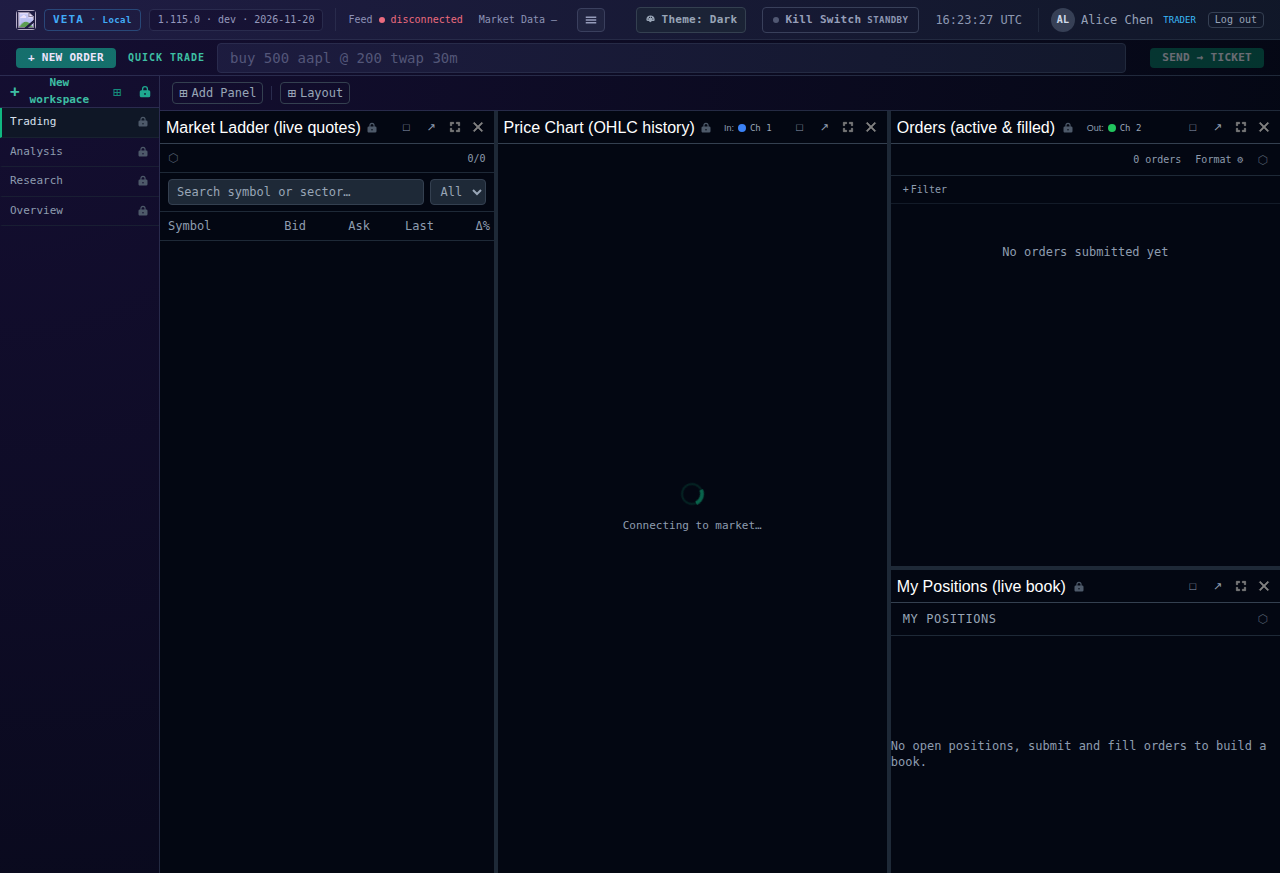 VETA · Local
1.115.0 · dev · 2026-11-20
Feed ● disconnected
Market Data —
Theme: Dark
Kill Switch STANDBY
16:23:27 UTC
AL
Alice Chen
TRADER
Log out
+ NEW ORDER
QUICK TRADE
buy 500 aapl @ 200 twap 30m
SEND → TICKET
+ New workspace
Trading
Analysis
Research
Overview
Add Panel
Layout
Market Ladder (live quotes)
0/0
Search symbol or sector…
All
Symbol Bid Ask Last Δ%
Price Chart (OHLC history)
In: Ch 1
Connecting to market…
Orders (active & filled)
Out: Ch 2
0 orders
Format
+Filter
No orders submitted yet
My Positions (live book)
MY POSITIONS
No open positions, submit and fill orders to build a
book.